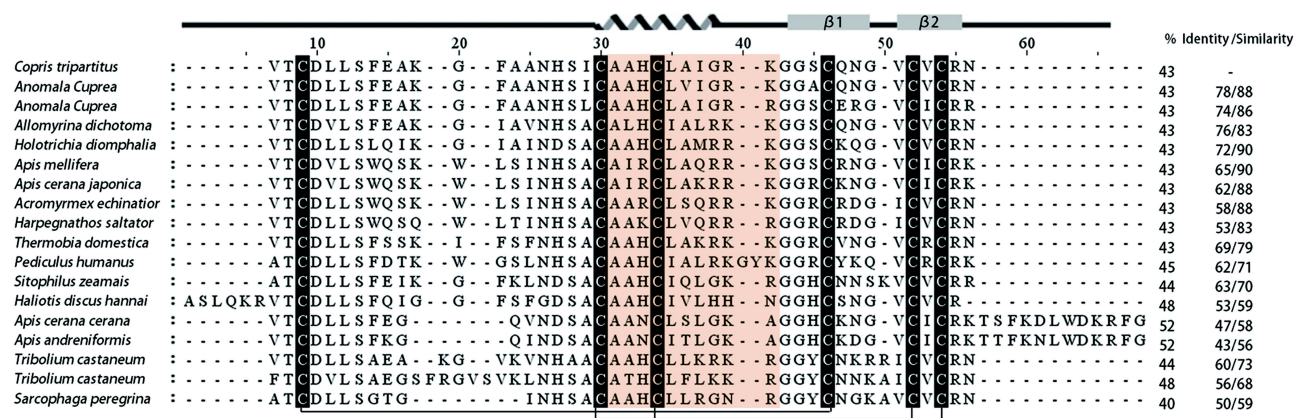 β1 β2
10 20 30 40 50 60
% Identity /Similarity
Copris tripartitus : - - - - - - V T C D L L S F E A K - - G - - F A A N H S I C A A H C L A I G R - - K G G S C Q N G - V C V C R N - - - - - - - - - - - - 43 -
Anomala Cuprea : - - - - - - V T C D L L S F E A K - - G - - F A A N H S I C A A H C L V I G R - - K G G A C Q N G - V C V C R N - - - - - - - - - - - - 43 78/88
Anomala Cuprea : - - - - - - V T C D L L S F E A K - - G - - F A A N H S L C A A H C L A I G R - - R G G S C E R G - V C I C R R - - - - - - - - - - - - 43 74/86
Allomyrina dichotoma : - - - - - - V T C D V L S F E A K - - G - - I A V N H S A C A L H C L A L R K - - K G G S C Q N G - V C V C R N - - - - - - - - - - - - 43 76/83
Holotrichia diomphalia : - - - - - - V T C D L L S L Q I K - - G - - I A I N D S A C A A H C L A M R R - - K G G S C K Q G - V C V C R N - - - - - - - - - - - - 43 72/90
Apis mellifera : - - - - - - V T C D V L S W Q S K - - W - - L S I N H S A C A I R C L A Q R R - - K G G S C R N G - V C I C R K - - - - - - - - - - - - 43 65/90
Apis cerana japonica : - - - - - - V T C D V L S W Q S K - - W - - L S I N H S A C A I R C L A K R R - - K G G R C K N G - V C I C R K - - - - - - - - - - - - 43 62/88
Acromyrmex echinatior : - - - - - - V T C D L L S W Q S K - - W - - L S I N H S A C A A R C L S Q R R - - K G G R C R D G - I C V C R N - - - - - - - - - - - - 43 58/88
Harpegnathos saltator : - - - - - - V T C D L L S W Q S Q - - W - - L T I N H S A C A A K C L V Q R R - - K G G R C R D G - V C V C R N - - - - - - - - - - - - 43 53/83
Thermobia domestica : - - - - - - V T C D L L S F S S K - - I - - F S F N H S A C A A H C L A K R K - - K G G R C V N G - V C R C R N - - - - - - - - - - - - 43 69/79
Pediculus humanus : - - - - - - A T C D L L S F D T K - - W - - G S L N H S A C A A H C I A L R K G Y K G G R C Y K Q - V C R C R K - - - - - - - - - - - - 45 62/71
Sitophilus zeamais : - - - - - - A T C D L L S F E I K - - G - - F K L N D S A C A A H C I Q L G K - - K G G H C N N S K V C V C R R - - - - - - - - - - - - 44 63/70
Haliotis discus hannai : A S L Q K R V T C D L L S F Q I G - - G - - F S F G D S A C A A H C I V L H H - - N G G H C S N G - V C V C R - - - - - - - - - - - - - 48 53/59
Apis cerana cerana : - - - - - - V T C D L L S F E G - - - - - - - Q V N D S A C A A N C L S L G K - - A G G H C K N G - V C V C R K T S F K D L W D K R F G 52 47/58
Apis andreniformis : - - - - - - V T C D L L S F K G - - - - - - - Q I N D S A C A A N C I T L G K - - A G G H C K D G - V C I C R K T T F K N L W D K R F G 52 43/56
Tribolium castaneum : - - - - - - V T C D L L S A E A - - K G - - V K V N H A A C A A H C L L K R K - - R G G Y C N K R R I C V C R N - - - - - - - - - - - - 44 60/73
Tribolium castaneum : - - - - - - F T C D V L S A E G S F R G V S V K L N H S A C A T H C L F L K K - - R G G Y C N N K A I C V C R N - - - - - - - - - - - - 48 56/68
Sarcophaga peregrina : - - - - - - A T C D L L S G T G - - - - - - - - I N H S A C A A H C L L R G N - - R G G Y C N G K A V C V C R N - - - - - - - - - - - - 40 50/59